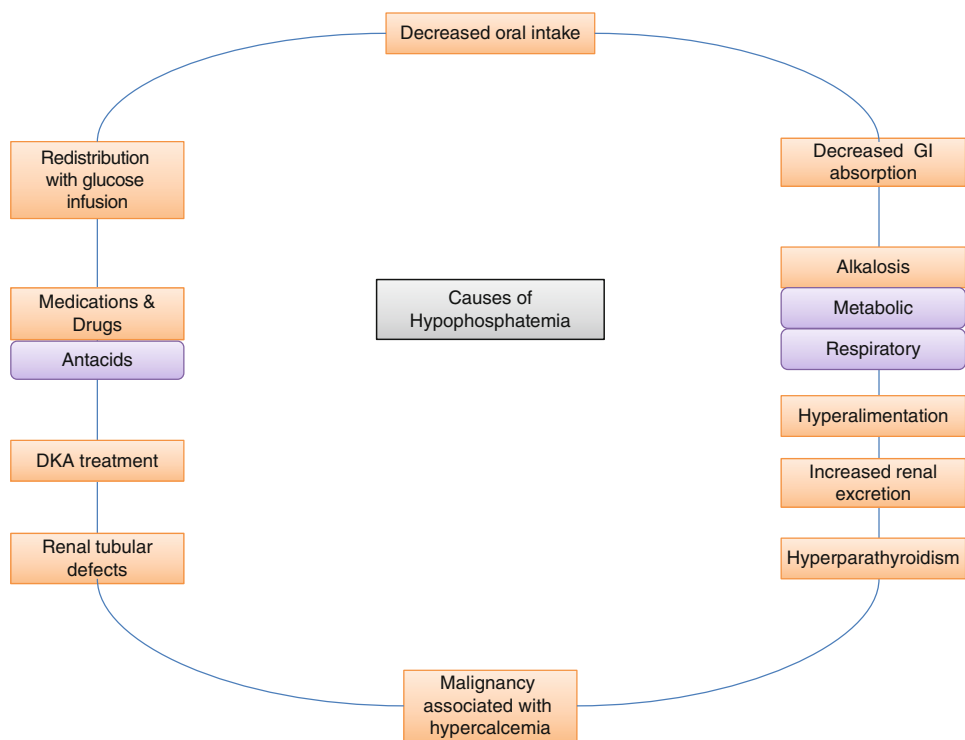 Decreased oral intake
Redistribution
with glucose
infusion
Decreased GI
absorption
Alkalosis
Metabolic
Respiratory
Medications &
Drugs
Antacids
Causes of
Hypophosphatemia
Hyperalimentation
DKA treatment
Increased renal
excretion
Renal tubular
defects
Hyperparathyroidism
Malignancy
associated with
hypercalcemia